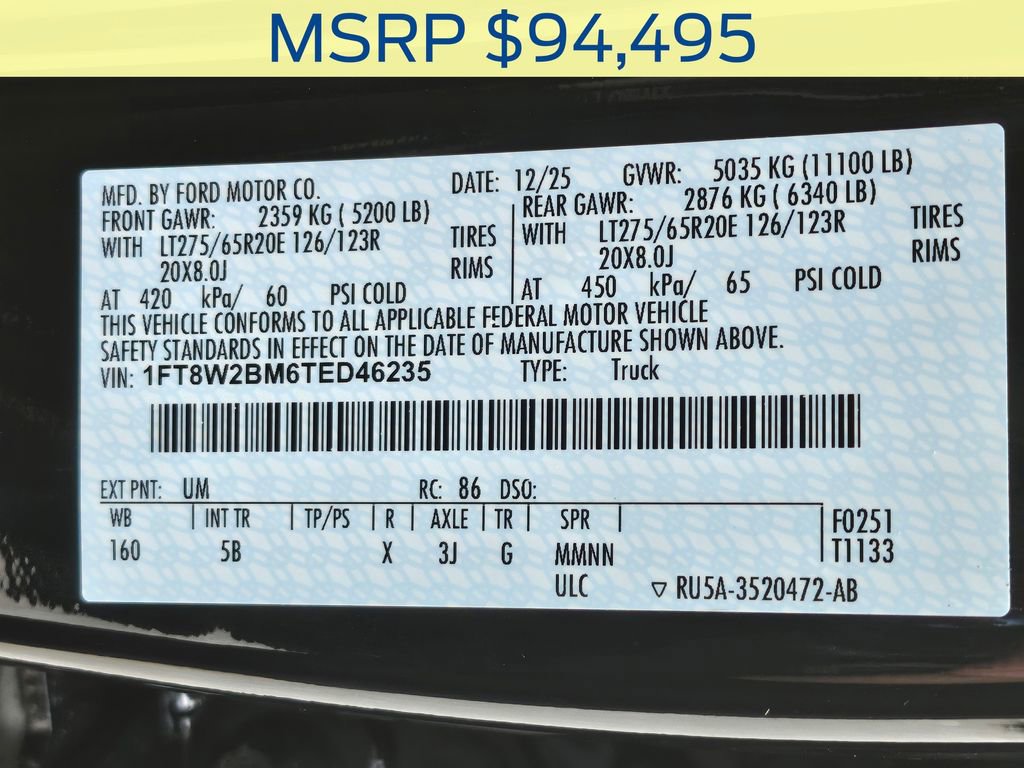 MSRP $94,495
MFD. BY FORD MOTOR CO. DATE: 12/25 GVWR: 5035 KG (11100 LB)
FRONT GAWR: 2359 KG ( 5200 LB) REAR GAWR: 2876 KG ( 6340 LB)
WITH LT275/65R20E 126/123R TIRES WITH LT275/65R20E 126/123R TIRES
20X8.0J RIMS 20X8.0J RIMS
AT 420 kPa/ 60 PSI COLD AT 450 kPa/ 65 PSI COLD
THIS VEHICLE CONFORMS TO ALL APPLICABLE FEDERAL MOTOR VEHICLE
SAFETY STANDARDS IN EFFECT ON THE DATE OF MANUFACTURE SHOWN ABOVE.
VIN: 1FT8W2BM6TED46235 TYPE: Truck
EXT PNT: UM RC: 86 DSO:
WB | INT TR | TP/PS | R | AXLE | TR | SPR | F0251
160 5B X 3J G MMNN T1133
ULC ▽ RU5A-3520472-AB